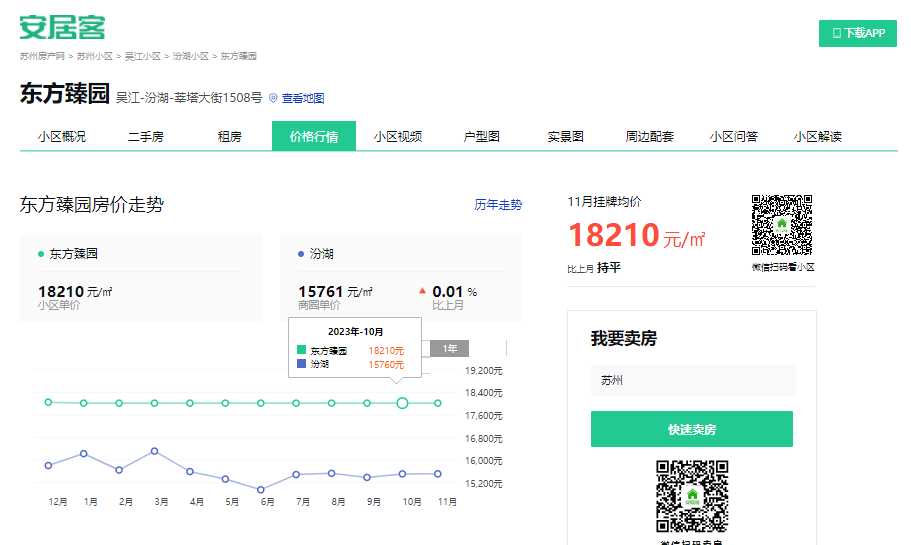 安居客
下载APP
苏州房产网 > 苏州小区 > 吴江小区 > 汾湖小区 > 东方臻园
东方臻园 吴江-汾湖-莘塔大街1508号 查看地图
小区概况 二手房 租房 价格行情 小区视频 户型图 实景图 周边配套 小区问答 小区解读
东方臻园房价走势 历年走势
东方臻园
18210 元/㎡
小区单价
汾湖
15761 元/㎡ 0.01 %
商圈单价 比上月
2023年-10月
东方臻园 18210元
汾湖 15760元
1年
19,200元
18,400元
17,600元
16,800元
16,000元
15,200元
12月 1月 2月 3月 4月 5月 6月 7月 8月 9月 10月 11月
11月挂牌均价
18210 元/㎡
比上月 持平
微信扫码看小区
我要卖房
苏州
快速卖房
微信扫码卖房